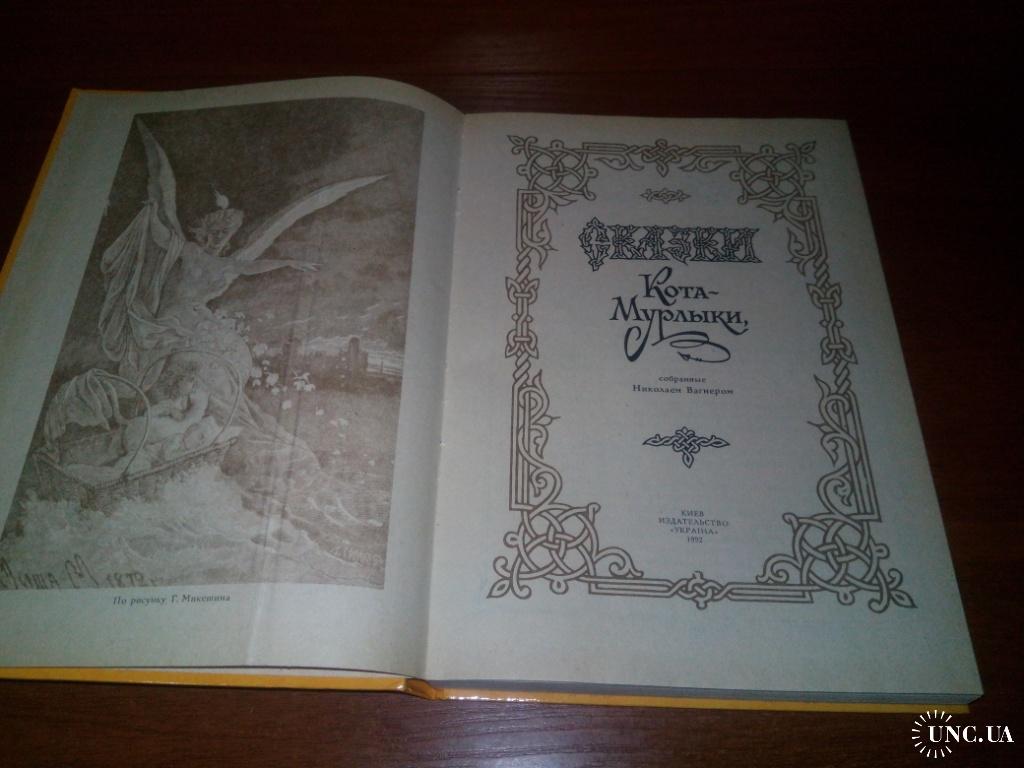 По рисунку Г. Микешина
СКАЗКИ
Кота-
Мурлыки,
собранные
Николаем Вагнером
КИЕВ
ИЗДАТЕЛЬСТВО
«УКРАЇНА»
1992
UNC.UA